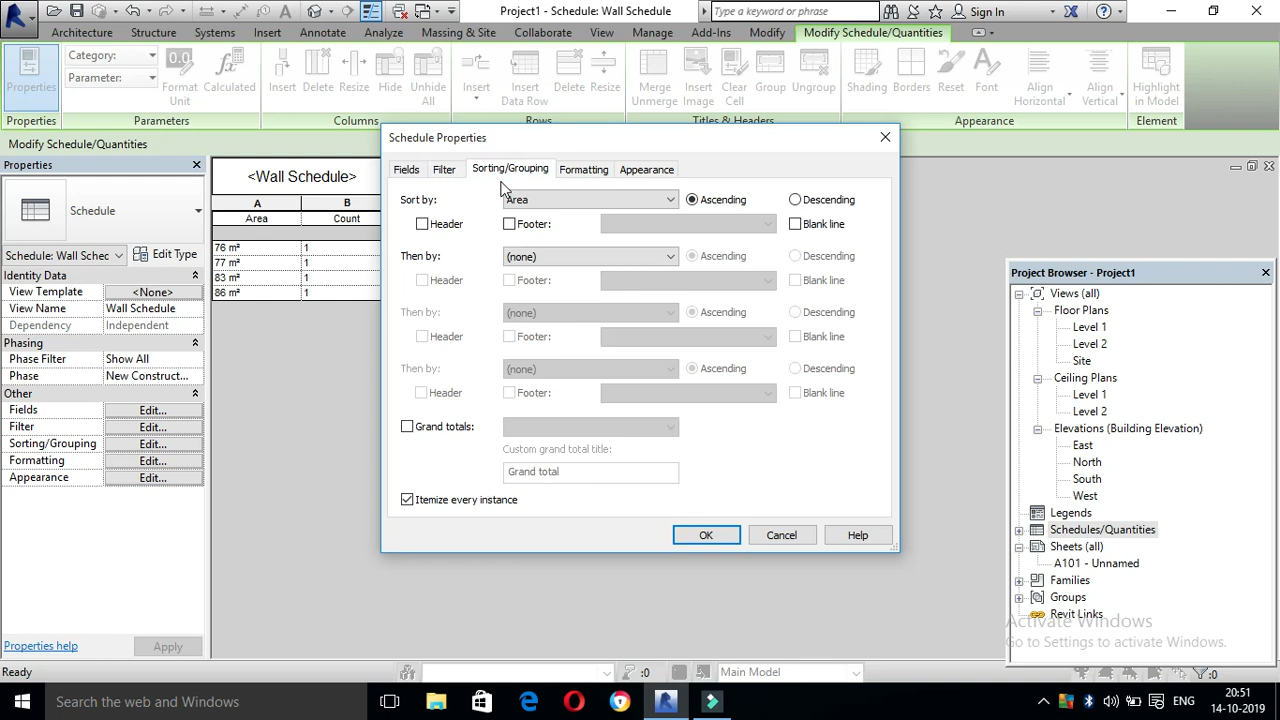 Project1 - Schedule: Wall Schedule
Type a keyword or phrase
Sign In
Architecture Structure Systems Insert Annotate Analyze Massing & Site Collaborate View Manage Add-Ins Modify Modify Schedule/Quantities
Properties
Category:
Parameter:
0.0
Format
Unit
Calculated
Insert
Delete
Resize
Hide
Unhide
All
Insert
Insert
Data Row
Delete
Resize
Merge
Unmerge
Insert
Image
Clear
Cell
Group
Ungroup
Shading
Borders
Reset
Font
Align
Horizontal
Align
Vertical
Highlight
in Model
Properties
Parameters
Columns
Rows
Titles & Headers
Appearance
Element
Modify Schedule/Quantities
Properties
Schedule
Schedule: Wall Schec
Edit Type
Identity Data
View Template <None>
View Name Wall Schedule
Dependency Independent
Phasing
Phase Filter Show All
Phase New Construct...
Other
Fields Edit...
Filter Edit...
Sorting/Grouping Edit...
Formatting Edit...
Appearance Edit...
Properties help
Apply
<Wall Schedule>
A B
Area Count
76 m² 1
77 m² 1
83 m² 1
86 m² 1
Schedule Properties
Fields Filter Sorting/Grouping Formatting Appearance
Sort by: Area Ascending Descending
Header Footer: Blank line
Then by: (none) Ascending Descending
Header Footer: Blank line
Then by: (none) Ascending Descending
Header Footer: Blank line
Then by: (none) Ascending Descending
Header Footer: Blank line
Grand totals:
Custom grand total title:
Grand total
Itemize every instance
OK Cancel Help
Project Browser - Project1
Views (all)
Floor Plans
Level 1
Level 2
Site
Ceiling Plans
Level 1
Level 2
Elevations (Building Elevation)
East
North
South
West
Legends
Schedules/Quantities
Sheets (all)
A101 - Unnamed
Families
Groups
Revit Links
Activate Windows
Go to Settings to activate Windows.
Ready
:0
Main Model
:0
Search the web and Windows
ENG
20:51
14-10-2019